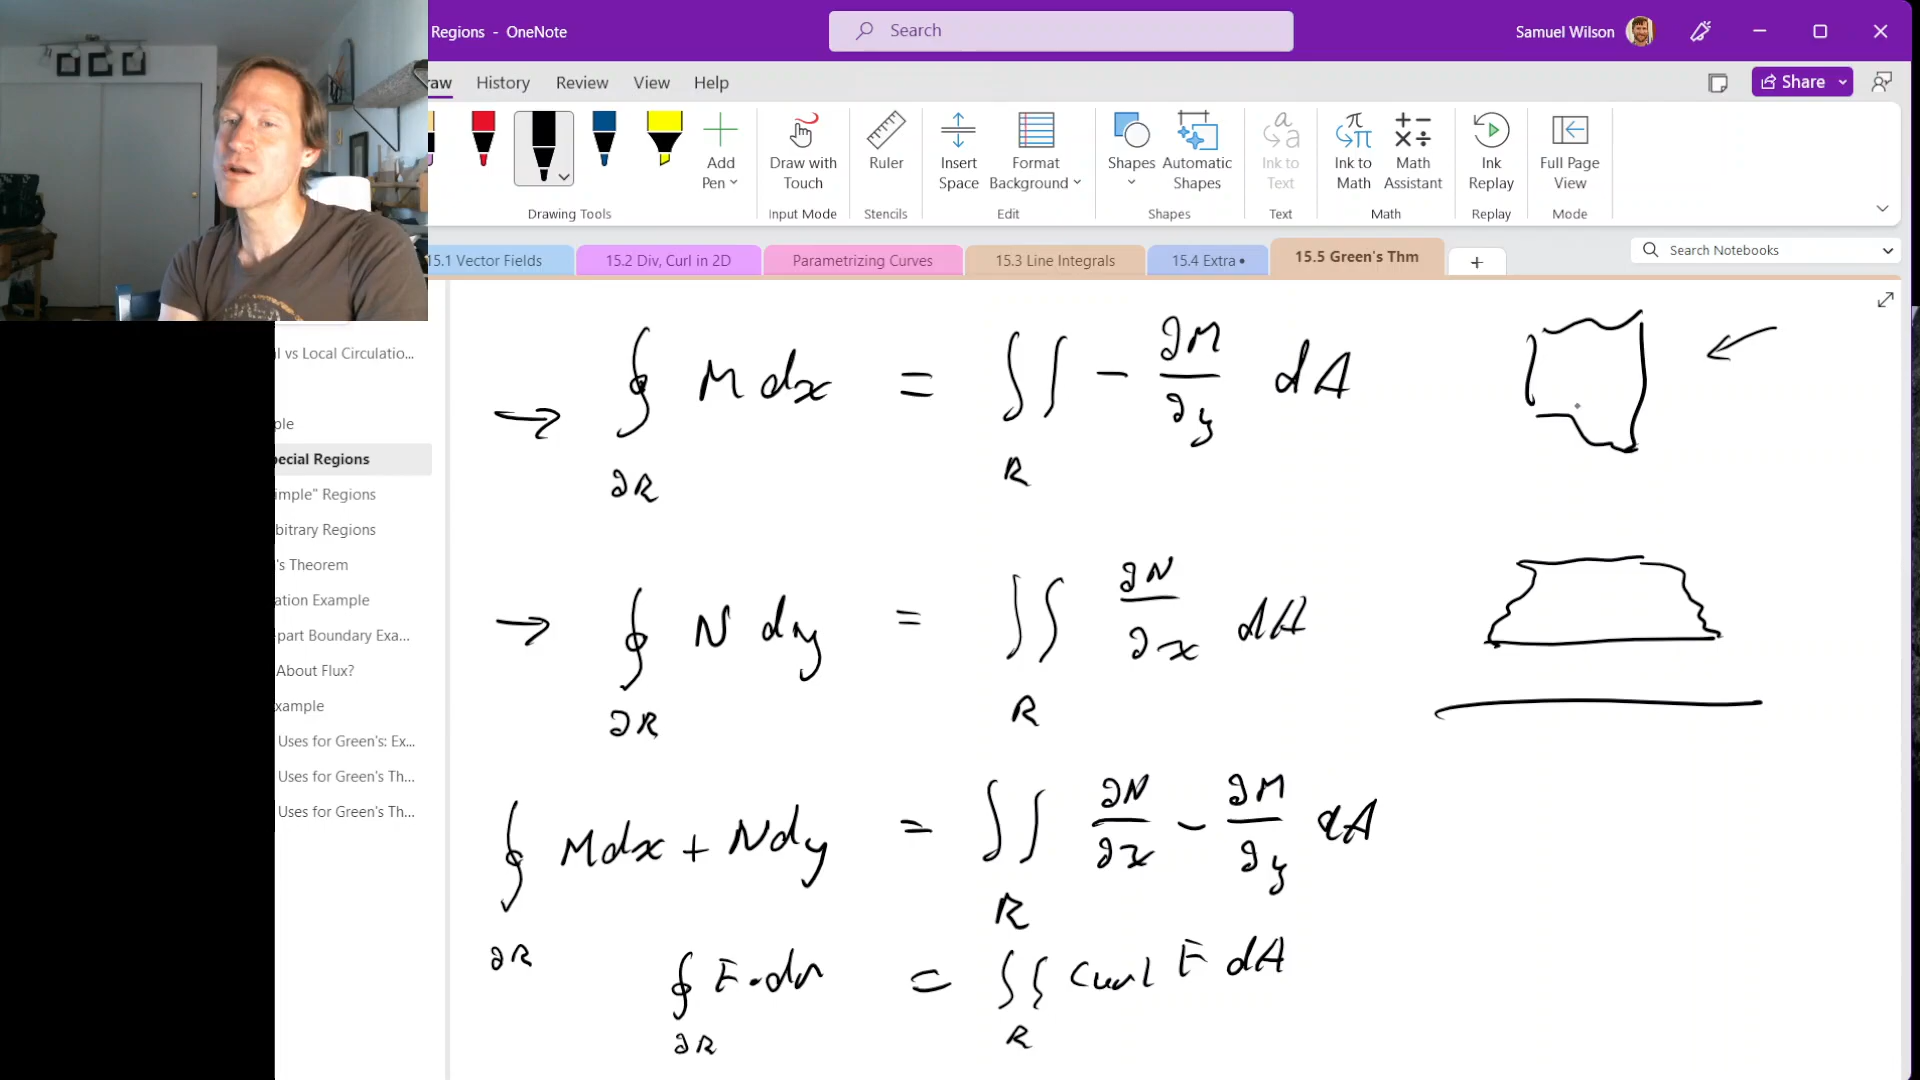 Regions - OneNote
Search
Samuel Wilson
aw History Review View Help
Share
Add Pen
Draw with Touch
Ruler
Insert Space
Format Background
Shapes
Automatic Shapes
Ink to Text
Ink to Math
Math Assistant
Ink Replay
Full Page View
Drawing Tools
Input Mode
Stencils
Edit
Shapes
Text
Math
Replay
Mode
15.1 Vector Fields
15.2 Div, Curl in 2D
Parametrizing Curves
15.3 Line Integrals
15.4 Extra •
15.5 Green's Thm
Search Notebooks
l vs Local Circulatio...
ple
pecial Regions
imple" Regions
bitrary Regions
's Theorem
ation Example
part Boundary Exa...
About Flux?
xample
Uses for Green's: Ex...
Uses for Green's Th...
Uses for Green's Th...
→ ∮_∂R M dx = ∬_R - ∂M/∂y dA
→ ∮_∂R N dy = ∬_R ∂N/∂x dA
∮_∂R Mdx + Ndy = ∬_R ∂N/∂x - ∂M/∂y dA
∮_∂R F·dr = ∬_R curl F dA